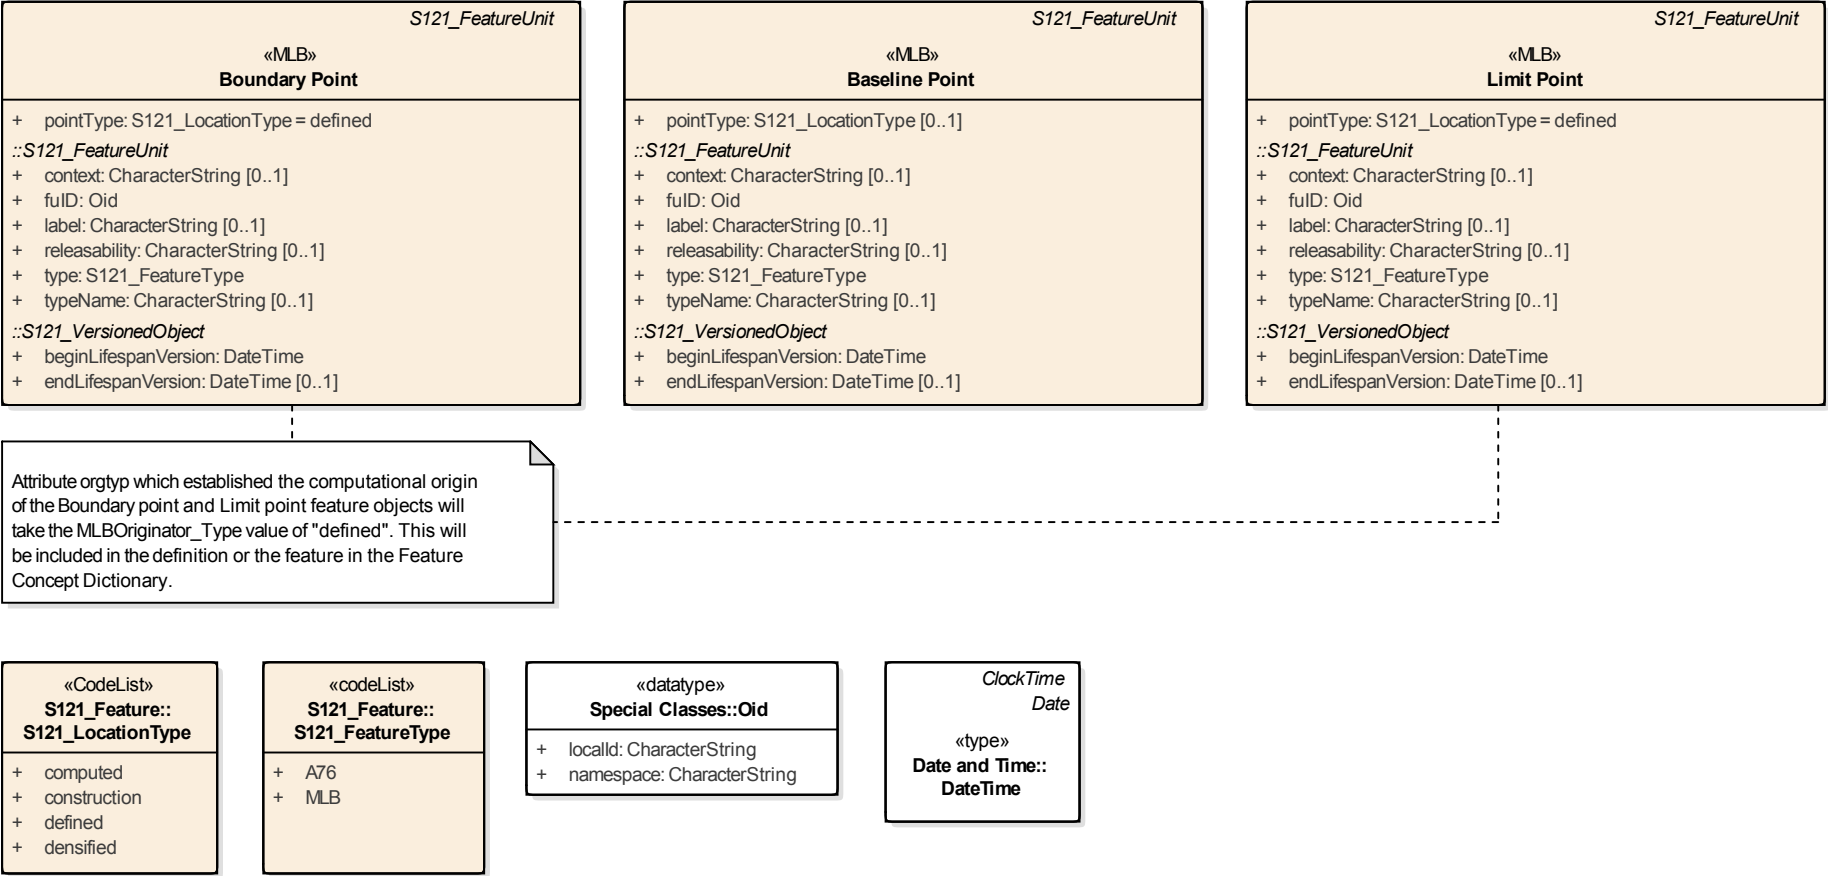 S121_FeatureUnit
«MLB»
Boundary Point
+ pointType: S121_LocationType = defined
::S121_FeatureUnit
+ context: CharacterString [0..1]
+ fuID: Oid
+ label: CharacterString [0..1]
+ releasability: CharacterString [0..1]
+ type: S121_FeatureType
+ typeName: CharacterString [0..1]
::S121_VersionedObject
+ beginLifespanVersion: DateTime
+ endLifespanVersion: DateTime [0..1]
S121_FeatureUnit
«MLB»
Baseline Point
+ pointType: S121_LocationType [0..1]
::S121_FeatureUnit
+ context: CharacterString [0..1]
+ fuID: Oid
+ label: CharacterString [0..1]
+ releasability: CharacterString [0..1]
+ type: S121_FeatureType
+ typeName: CharacterString [0..1]
::S121_VersionedObject
+ beginLifespanVersion: DateTime
+ endLifespanVersion: DateTime [0..1]
S121_FeatureUnit
«MLB»
Limit Point
+ pointType: S121_LocationType = defined
::S121_FeatureUnit
+ context: CharacterString [0..1]
+ fuID: Oid
+ label: CharacterString [0..1]
+ releasability: CharacterString [0..1]
+ type: S121_FeatureType
+ typeName: CharacterString [0..1]
::S121_VersionedObject
+ beginLifespanVersion: DateTime
+ endLifespanVersion: DateTime [0..1]
Attribute orgtyp which established the computational origin
of the Boundary point and Limit point feature objects will
take the MLBOriginator_Type value of "defined". This will
be included in the definition or the feature in the Feature
Concept Dictionary.
«CodeList»
S121_Feature::
S121_LocationType
+ computed
+ construction
+ defined
+ densified
«codeList»
S121_Feature::
S121_FeatureType
+ A76
+ MLB
«datatype»
Special Classes::Oid
+ localId: CharacterString
+ namespace: CharacterString
ClockTime
Date
«type»
Date and Time::
DateTime